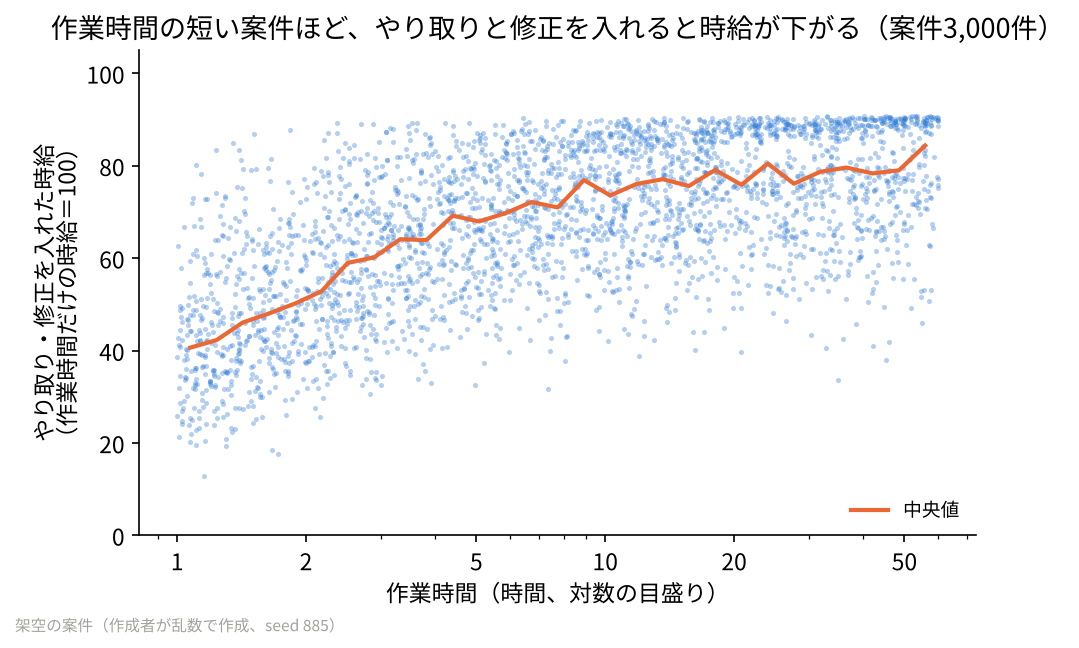 作業時間の短い案件ほど、やり取りと修正を入れると時給が下がる（案件3,000件）
やり取り・修正を入れた時給
（作業時間だけの時給＝100）
100
80
60
40
20
0
中央値
1 2 5 10 20 50
作業時間（時間、対数の目盛り）
架空の案件（作成者が乱数で作成、seed 885）